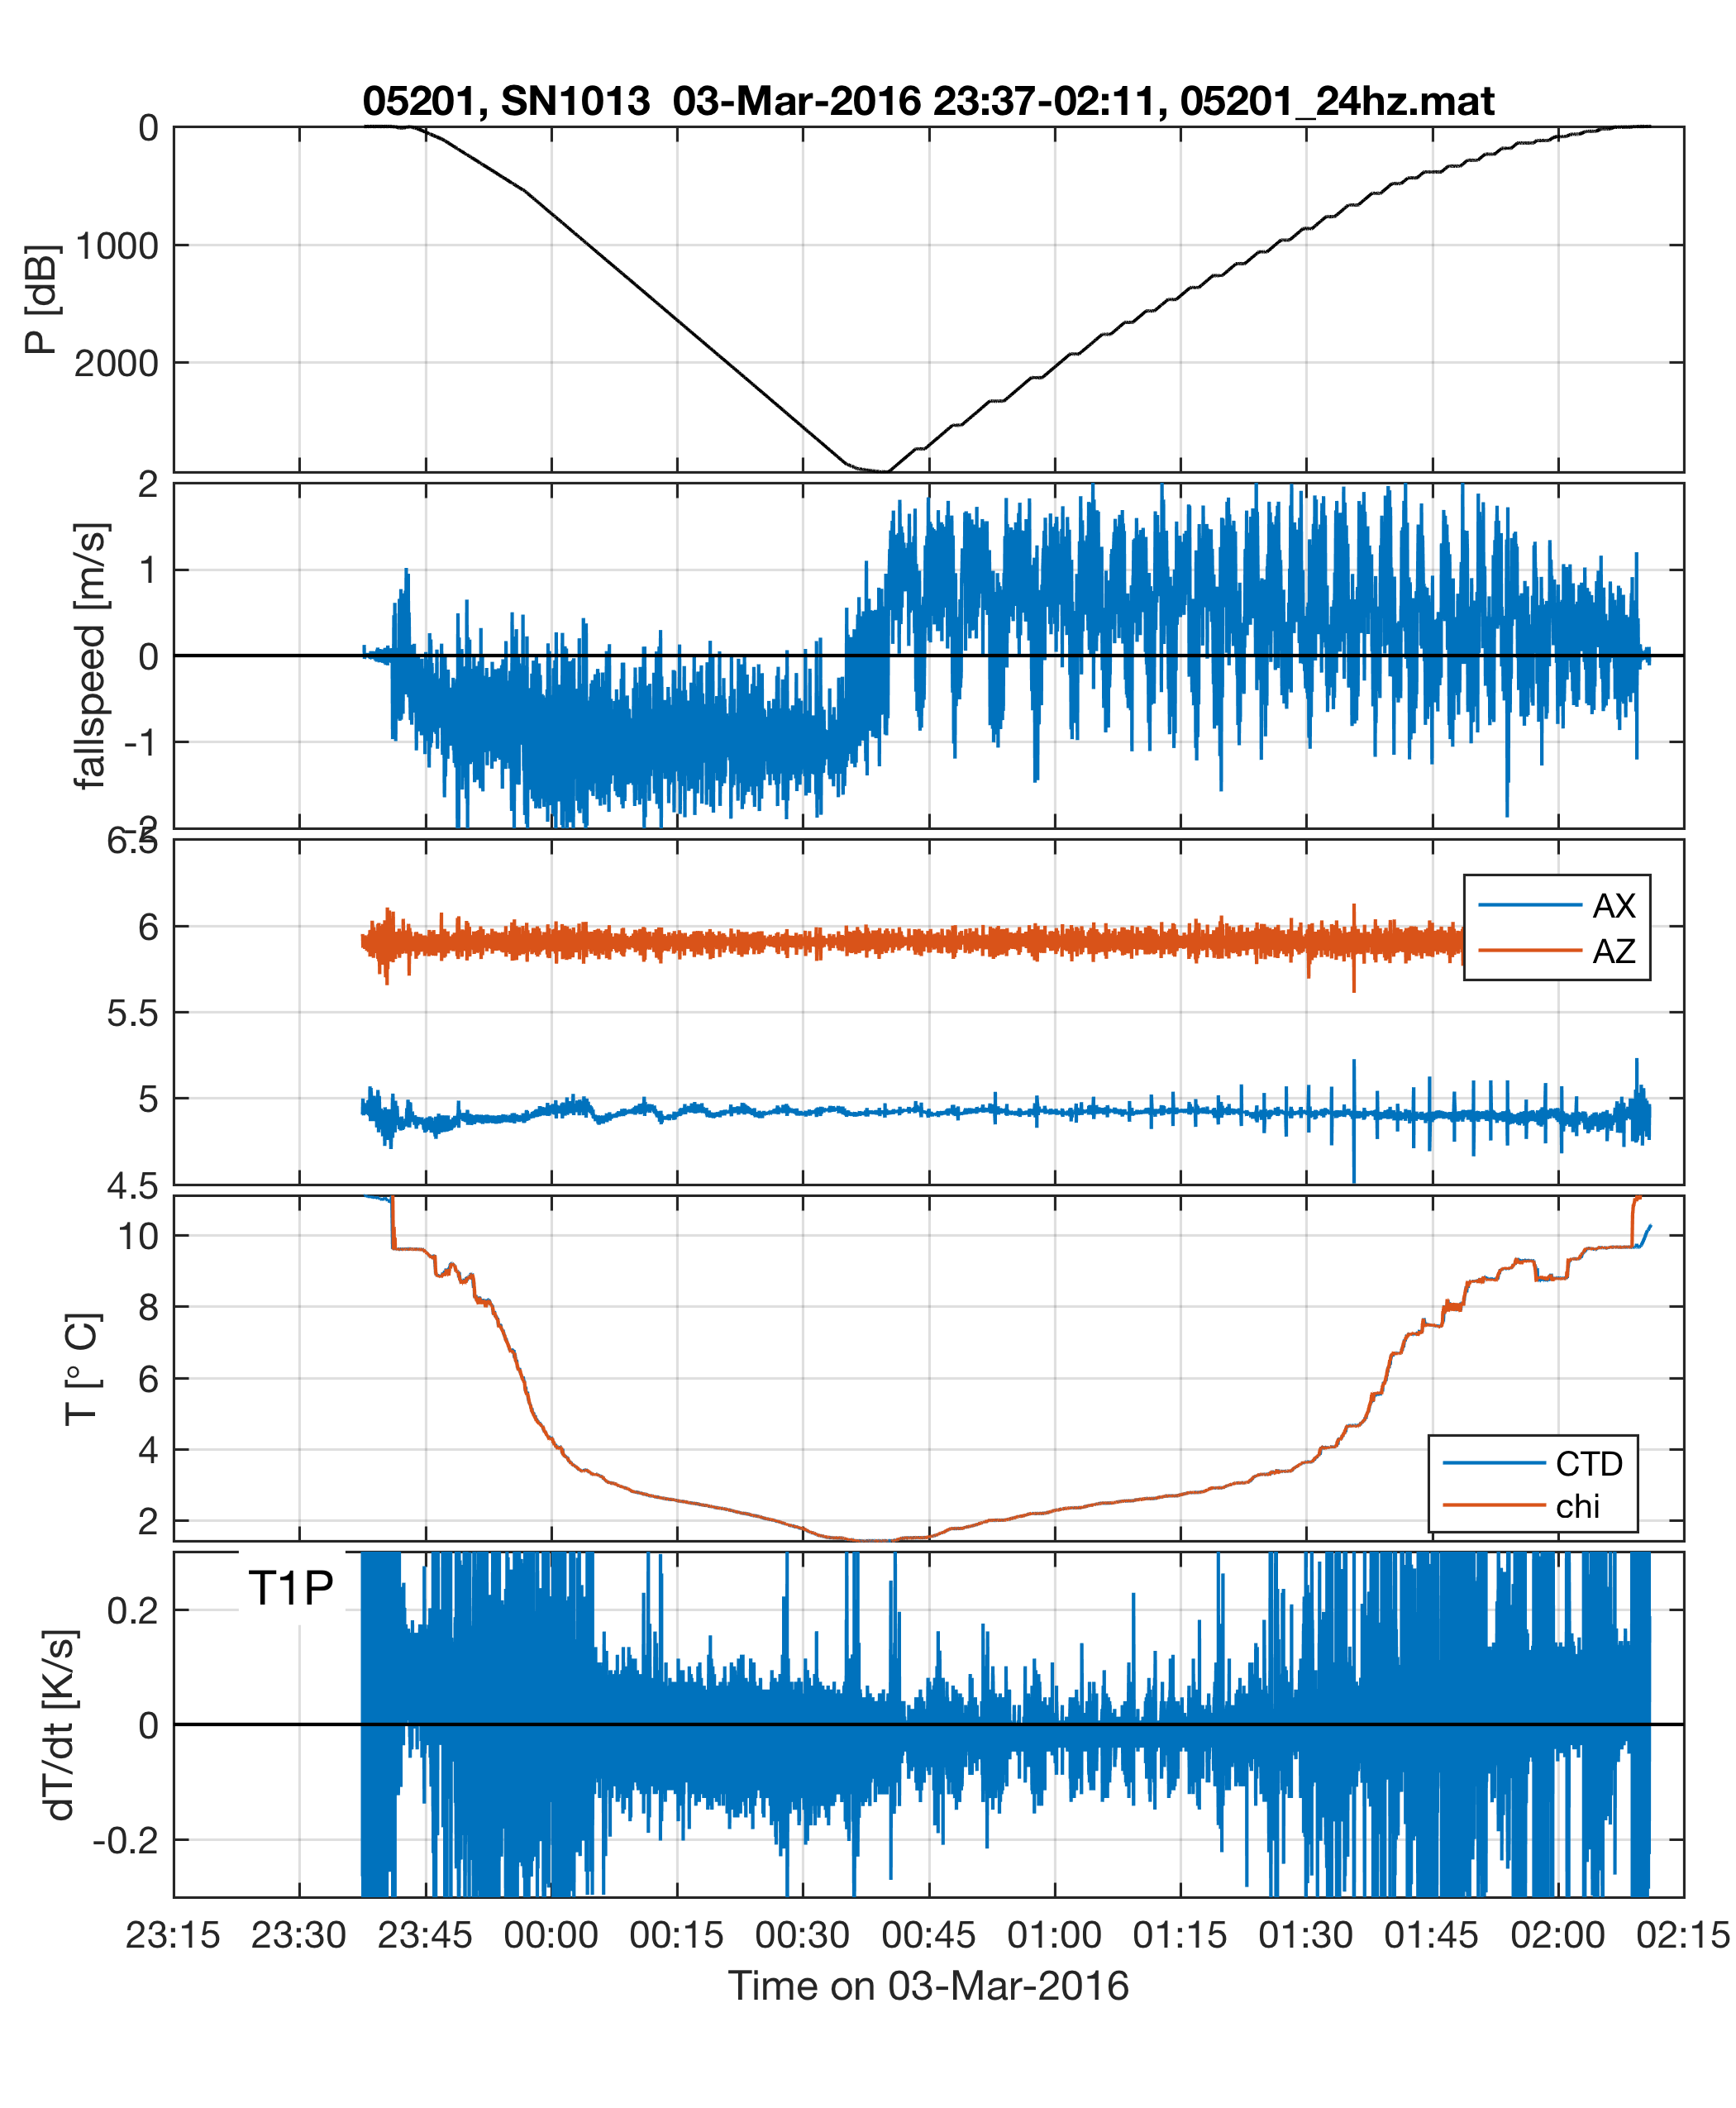 05201, SN1013  03-Mar-2016 23:37-02:11, 05201_24hz.mat
0
1000
2000
P [dB]
2
1
0
-1
-2
fallspeed [m/s]
6.5
6
5.5
5
4.5
AX
AZ
10
8
6
4
2
T [° C]
CTD
chi
T1P
0.2
0
-0.2
dT/dt [K/s]
23:15 23:30 23:45 00:00 00:15 00:30 00:45 01:00 01:15 01:30 01:45 02:00 02:15
Time on 03-Mar-2016